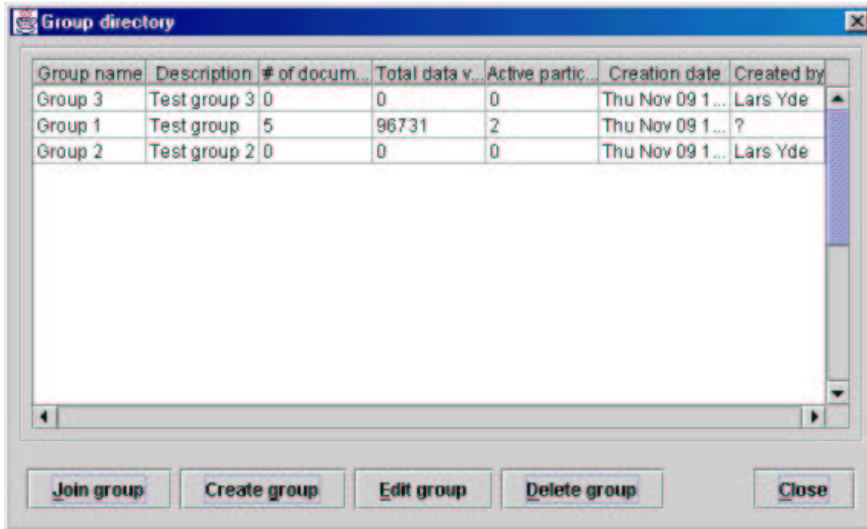 Group directory
Group name Description # of docum... Total data v... Active partic... Creation date Created by
Group 3 Test group 3 0 0 0 Thu Nov 09 1... Lars Yde
Group 1 Test group 5 96731 2 Thu Nov 09 1... ?
Group 2 Test group 2 0 0 0 Thu Nov 09 1... Lars Yde
Join group Create group Edit group Delete group Close